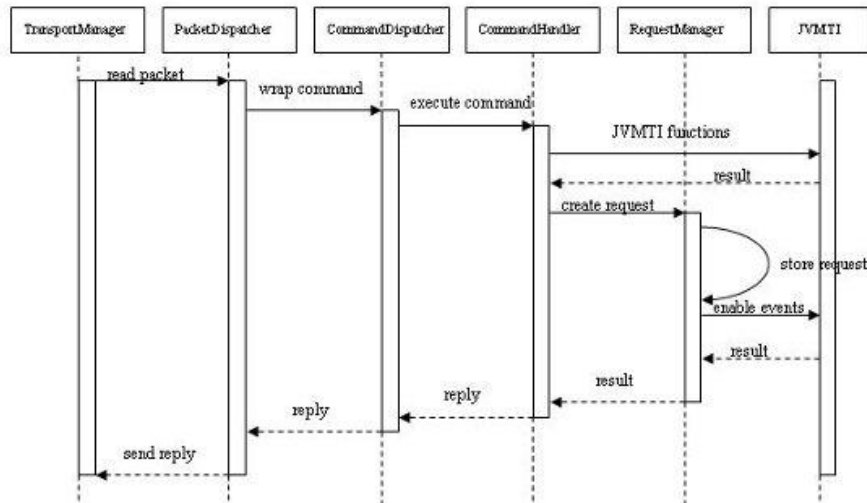 TransportManager
PacketDispatcher
CommandDispatcher
CommandHandler
RequestManager
JVMTI
read packet
wrap command
execute command
JVMTI functions
result
create request
store request
enable events
result
result
reply
reply
send reply